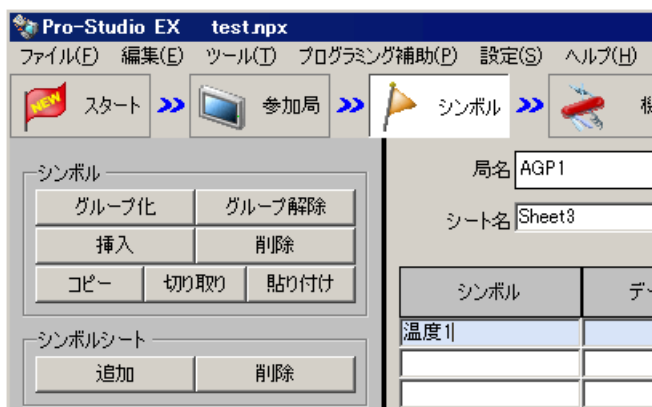 Pro-Studio EX test.npx
ファイル(F) 編集(E) ツール(T) プログラミング補助(P) 設定(S) ヘルプ(H)
NEW スタート 参加局 シンボル
シンボル
グループ化 グループ解除
挿入 削除
コピー 切り取り 貼り付け
シンボルシート
追加 削除
局名 AGP1
シート名 Sheet3
シンボル デー
温度1